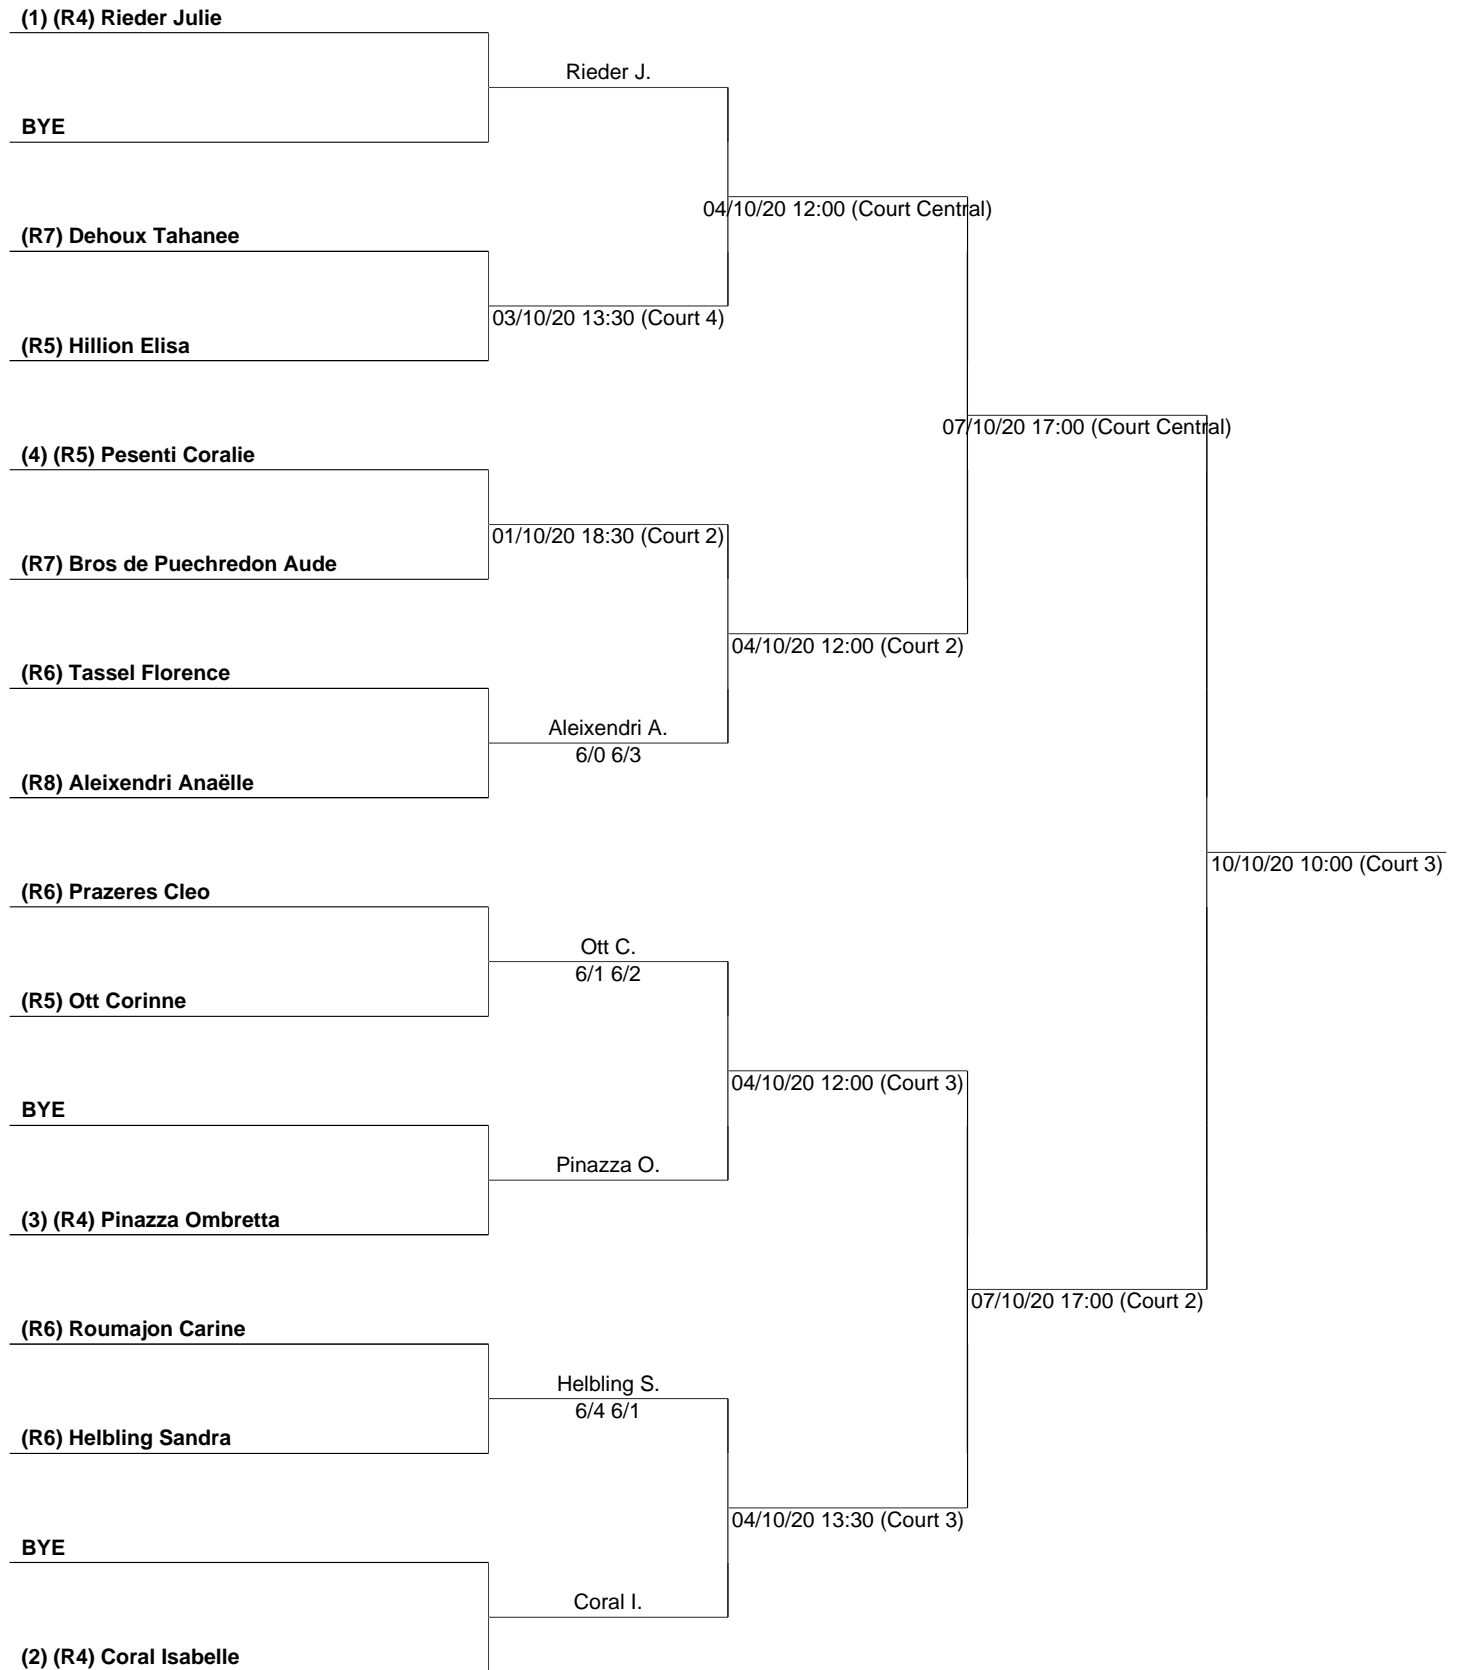 (1) (R4) Rieder Julie
Rieder J.
BYE
04/10/20 12:00 (Court Central)
(R7) Dehoux Tahanee
03/10/20 13:30 (Court 4)
(R5) Hillion Elisa
07/10/20 17:00 (Court Central)
(4) (R5) Pesenti Coralie
01/10/20 18:30 (Court 2)
(R7) Bros de Puechredon Aude
04/10/20 12:00 (Court 2)
(R6) Tassel Florence
Aleixendri A.
6/0 6/3
(R8) Aleixendri Anaëlle
10/10/20 10:00 (Court 3)
(R6) Prazeres Cleo
Ott C.
6/1 6/2
(R5) Ott Corinne
04/10/20 12:00 (Court 3)
BYE
Pinazza O.
(3) (R4) Pinazza Ombretta
07/10/20 17:00 (Court 2)
(R6) Roumajon Carine
Helbling S.
6/4 6/1
(R6) Helbling Sandra
04/10/20 13:30 (Court 3)
BYE
Coral I.
(2) (R4) Coral Isabelle